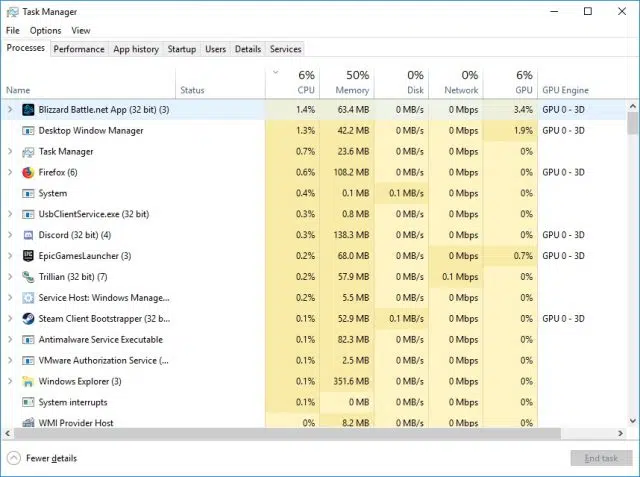 Task Manager
File Options View
Processes Performance App history Startup Users Details Services
6% 50% 0% 0% 6%
Name Status CPU Memory Disk Network GPU GPU Engine
Blizzard Battle.net App (32 bit) (3) 1.4% 63.4 MB 0 MB/s 0 Mbps 3.4% GPU 0 - 3D
Desktop Window Manager 1.3% 42.2 MB 0 MB/s 0 Mbps 1.9% GPU 0 - 3D
Task Manager 0.7% 23.6 MB 0 MB/s 0 Mbps 0%
Firefox (6) 0.6% 108.2 MB 0 MB/s 0 Mbps 0% GPU 0 - 3D
System 0.4% 0.1 MB 0.1 MB/s 0 Mbps 0%
UsbClientService.exe (32 bit) 0.3% 0.8 MB 0 MB/s 0 Mbps 0%
Discord (32 bit) (4) 0.3% 138.3 MB 0 MB/s 0 Mbps 0% GPU 0 - 3D
EpicGamesLauncher (3) 0.2% 68.0 MB 0 MB/s 0 Mbps 0.7% GPU 0 - 3D
Trillian (32 bit) (7) 0.2% 57.9 MB 0 MB/s 0.1 Mbps 0%
Service Host: Windows Manage... 0.2% 5.5 MB 0 MB/s 0 Mbps 0%
Steam Client Bootstrapper (32 b... 0.1% 52.9 MB 0.1 MB/s 0 Mbps 0% GPU 0 - 3D
Antimalware Service Executable 0.1% 82.3 MB 0 MB/s 0 Mbps 0%
VMware Authorization Service (... 0.1% 2.5 MB 0 MB/s 0 Mbps 0%
Windows Explorer (3) 0.1% 351.6 MB 0 MB/s 0 Mbps 0%
System interrupts 0.1% 0 MB 0 MB/s 0 Mbps 0%
WMI Provider Host 0% 8.2 MB 0 MB/s 0 Mbps 0%
Fewer details End task